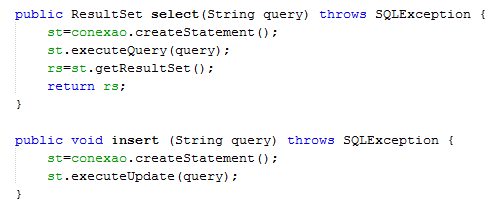 public ResultSet select(String query) throws SQLException {
    st=conexao.createStatement();
    st.executeQuery(query);
    rs=st.getResultSet();
    return rs;
}
public void insert (String query) throws SQLException {
    st=conexao.createStatement();
    st.executeUpdate(query);
}